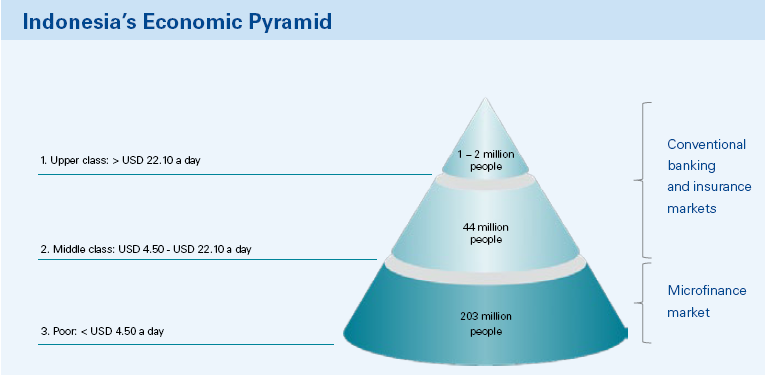 Indonesia's Economic Pyramid
1. Upper class: > USD 22.10 a day
1 – 2 million
people
Conventional
banking
and insurance
markets
2. Middle class: USD 4.50 - USD 22.10 a day
44 million
people
3. Poor: < USD 4.50 a day
203 million
people
Microfinance
market